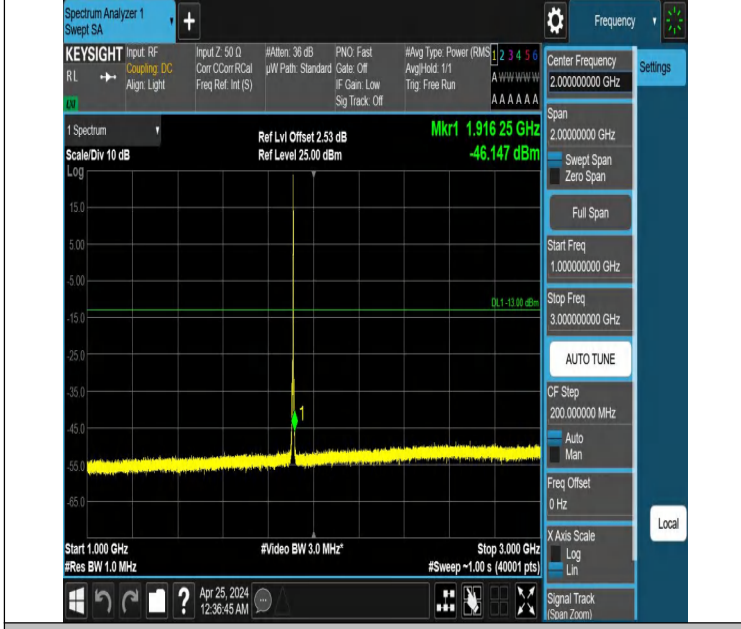 Spectrum Analyzer 1
Swept SA
+
Frequency
KEYSIGHT
RL
LXI
Input: RF
Coupling: DC
Align: Light
Input Z: 50 Ω
Corr CCorr RCal
Freq Ref: Int (S)
#Atten: 36 dB
µW Path: Standard
PNO: Fast
Gate: Off
IF Gain: Low
Sig Track: Off
#Avg Type: Power (RMS
Avg|Hold: 1/1
Trig: Free Run
1 2 3 4 5 6
A W W W W W
A A A A A A
1 Spectrum
Scale/Div 10 dB
Log
Ref Lvl Offset 2.53 dB
Ref Level 25.00 dBm
Mkr1 1.916 25 GHz
-46.147 dBm
15.0
5.00
-5.00
-15.0
-25.0
-35.0
-45.0
-55.0
-65.0
DL1 -13.00 dBm
1
Start 1.000 GHz
#Res BW 1.0 MHz
#Video BW 3.0 MHz*
Stop 3.000 GHz
#Sweep ~1.00 s (40001 pts)
Apr 25, 2024
12:36:45 AM
?
Center Frequency
2.000000000 GHz
Span
2.00000000 GHz
Swept Span
Zero Span
Full Span
Start Freq
1.000000000 GHz
Stop Freq
3.000000000 GHz
AUTO TUNE
CF Step
200.000000 MHz
Auto
Man
Freq Offset
0 Hz
X Axis Scale
Log
Lin
Signal Track
(Span Zoom)
Settings
Local